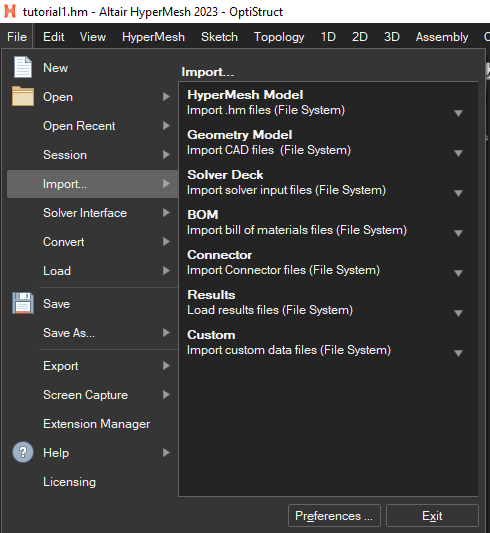 tutorial1.hm - Altair HyperMesh 2023 - OptiStruct
File Edit View HyperMesh Sketch Topology 1D 2D 3D Assembly
New
Open
Open Recent
Session
Import...
Solver Interface
Convert
Load
Save
Save As...
Export
Screen Capture
Extension Manager
Help
Licensing
Import...
HyperMesh Model
Import .hm files (File System)
Geometry Model
Import CAD files (File System)
Solver Deck
Import solver input files (File System)
BOM
Import bill of materials files (File System)
Connector
Import Connector files (File System)
Results
Load results files (File System)
Custom
Import custom data files (File System)
Preferences ... Exit